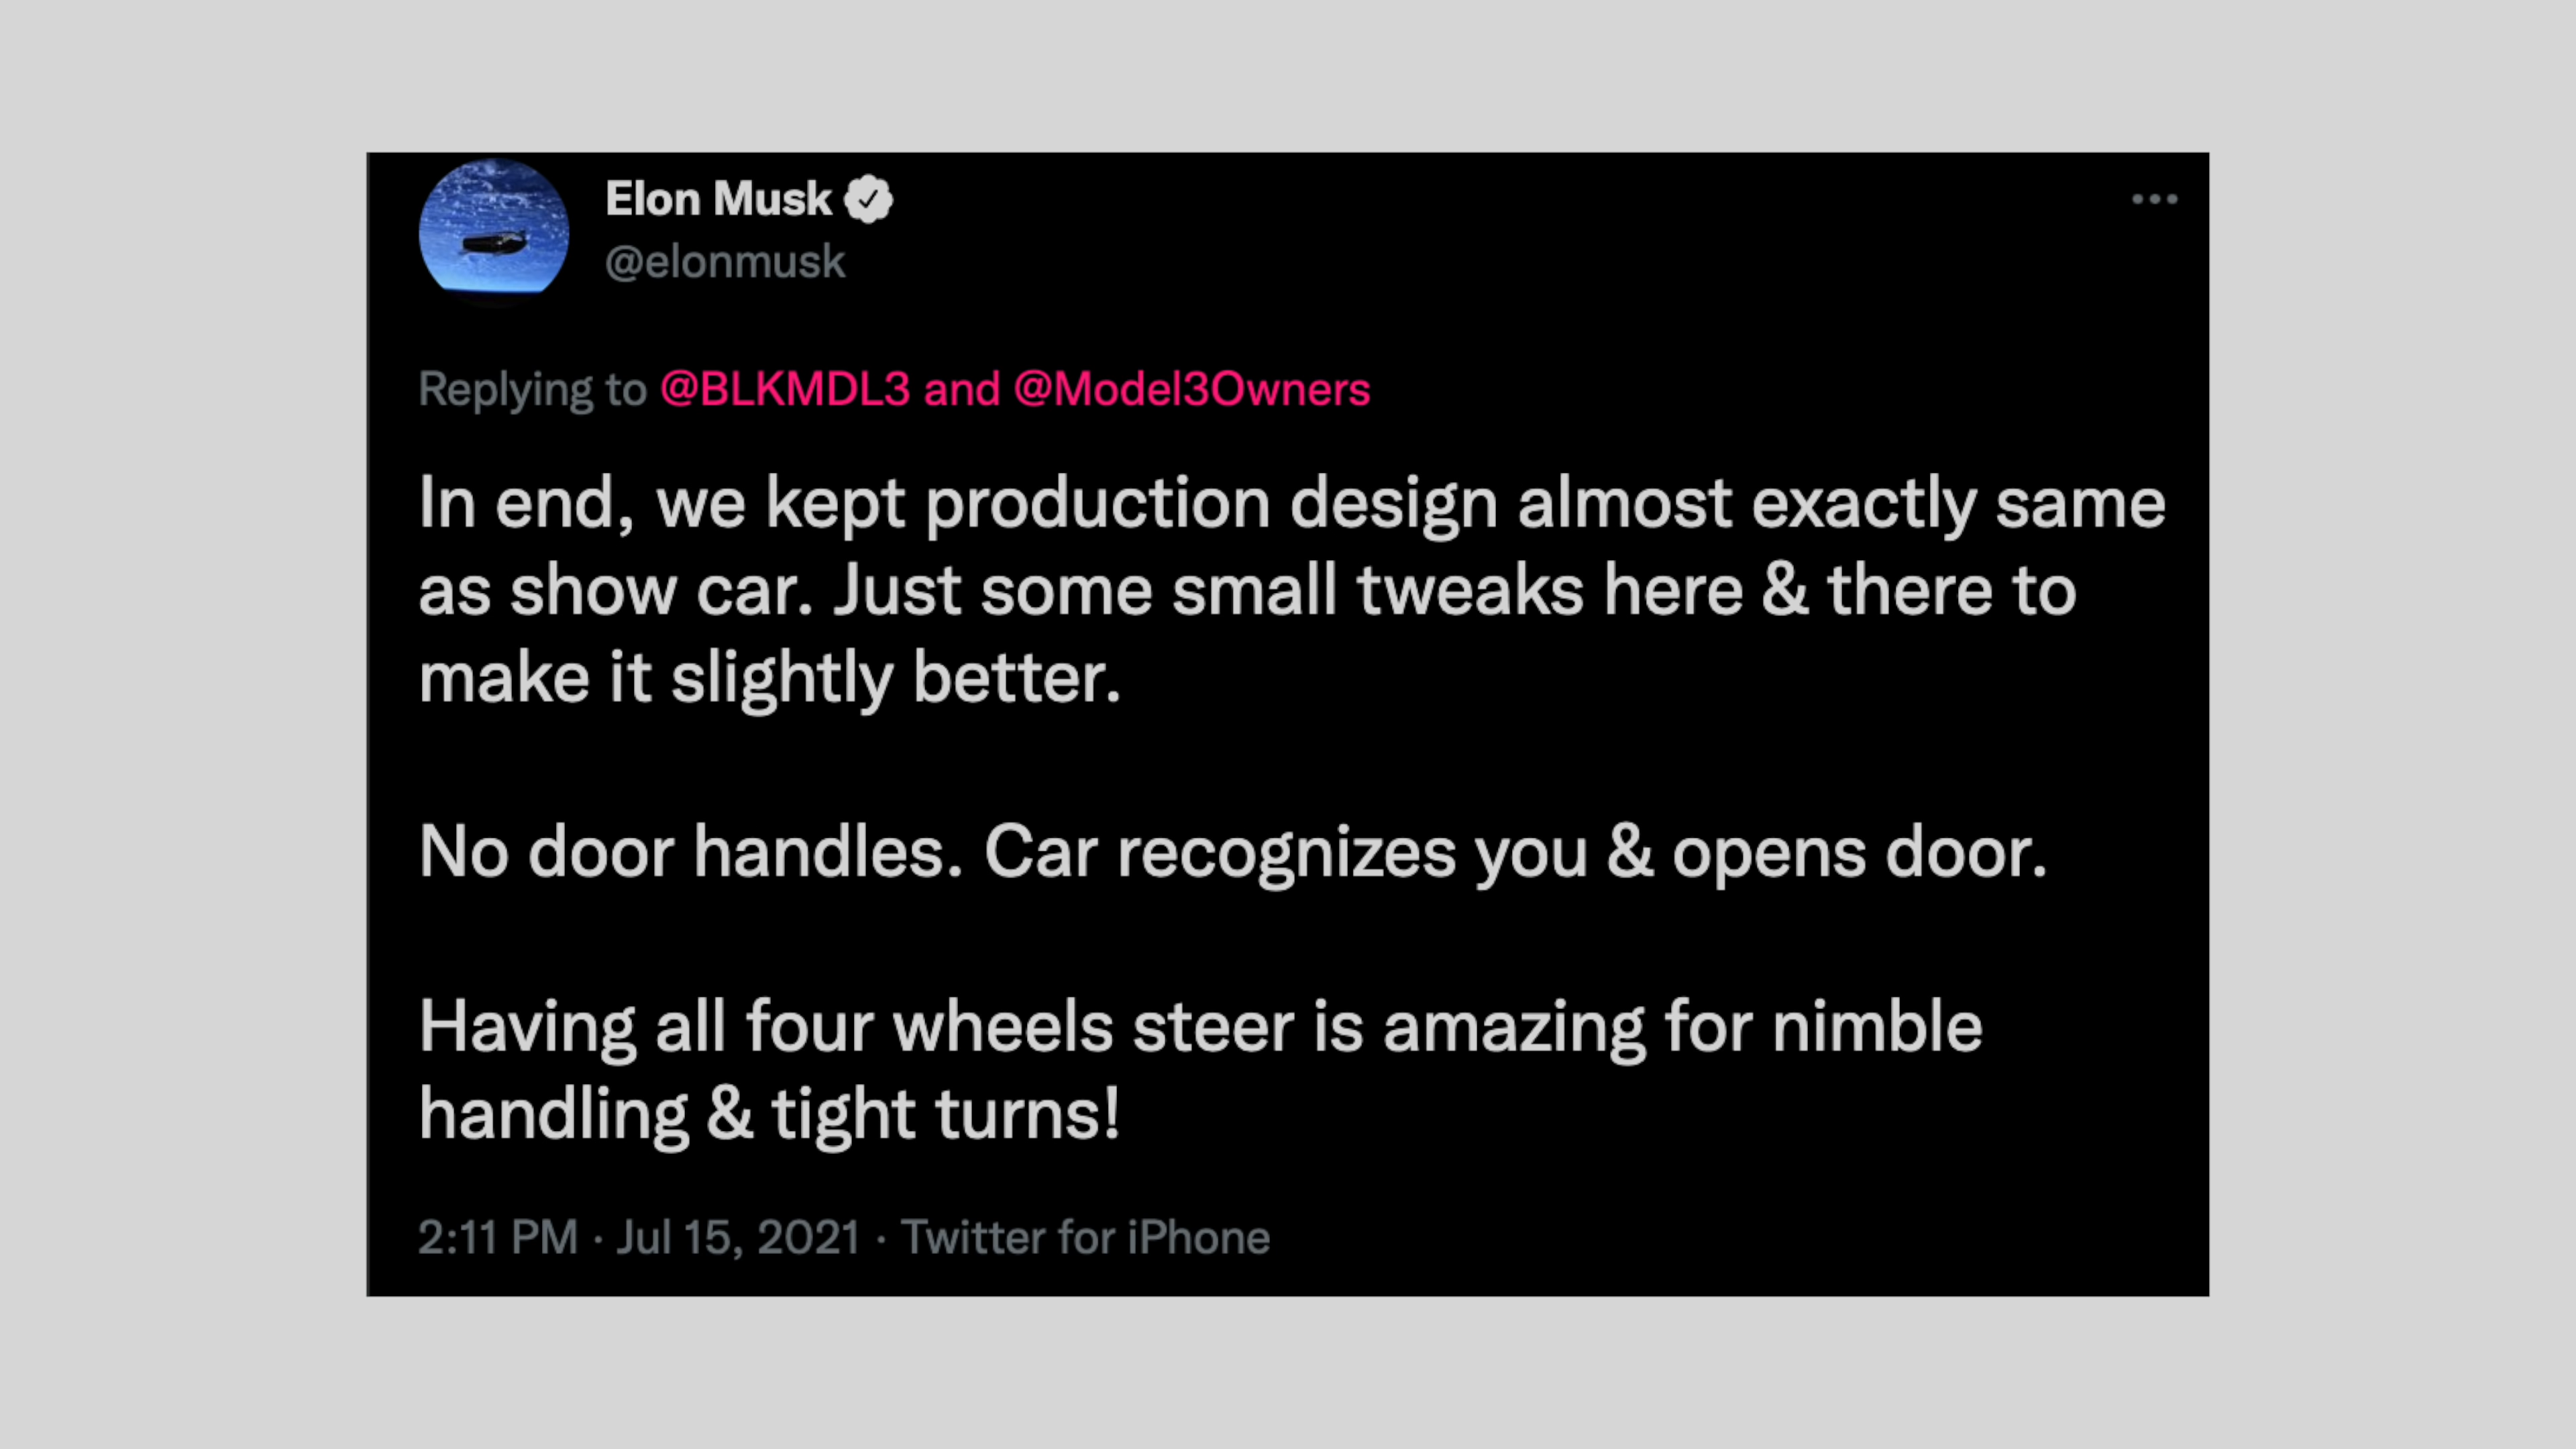 Elon Musk
@elonmusk
Replying to @BLKMDL3 and @Model3Owners
In end, we kept production design almost exactly same
as show car. Just some small tweaks here & there to
make it slightly better.
No door handles. Car recognizes you & opens door.
Having all four wheels steer is amazing for nimble
handling & tight turns!
2:11 PM · Jul 15, 2021 · Twitter for iPhone